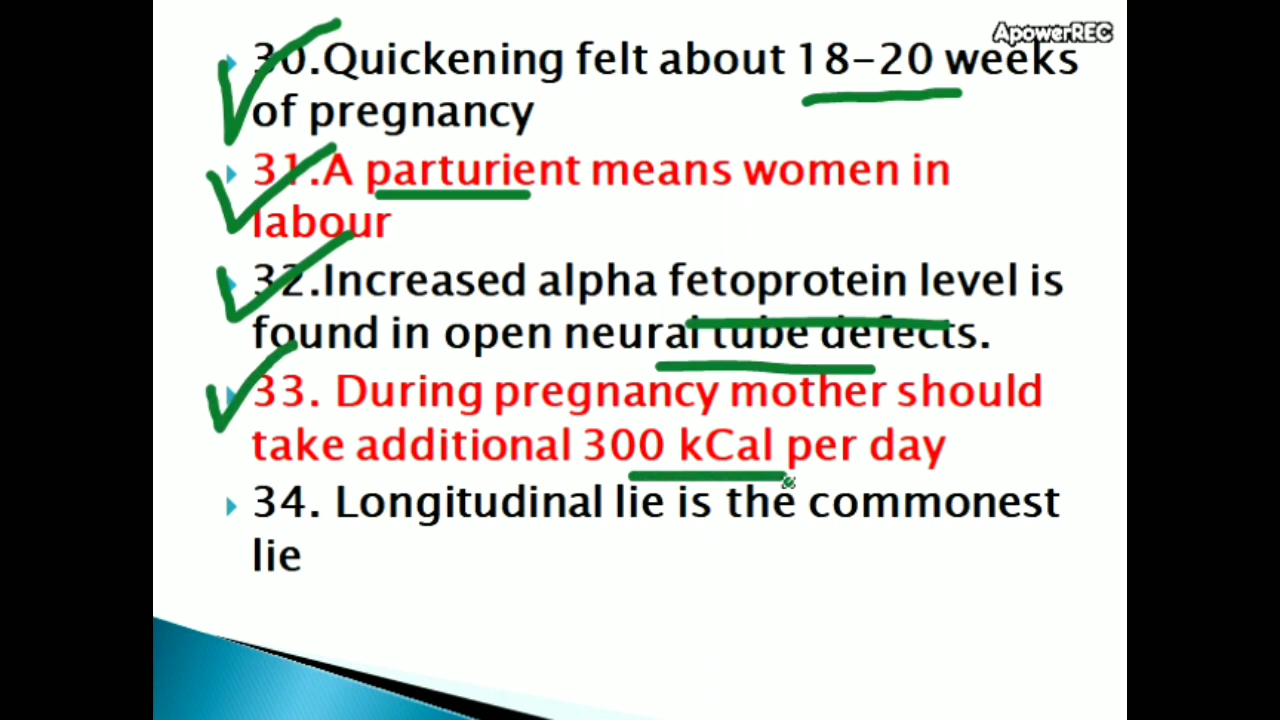 ApowerREC
30.Quickening felt about 18-20 weeks
of pregnancy
31.A parturient means women in
labour
32.Increased alpha fetoprotein level is
found in open neural tube defects.
33. During pregnancy mother should
take additional 300 kCal per day
34. Longitudinal lie is the commonest
lie